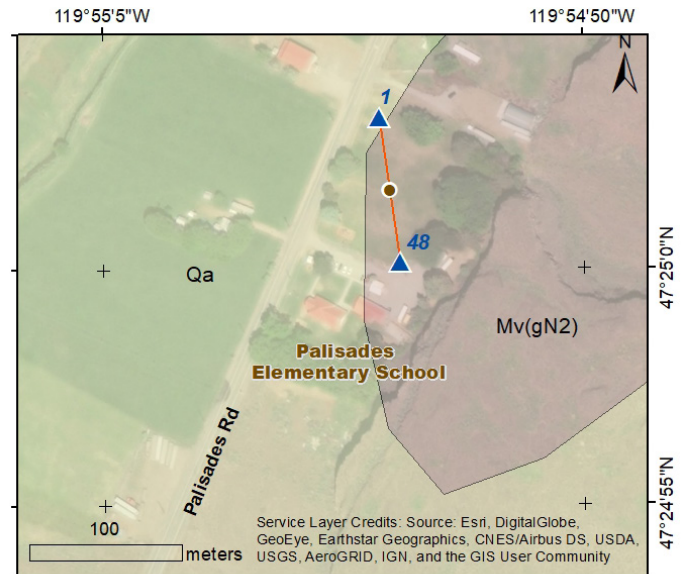 119°55'5"W
119°54'50"W
N
1
48
47°25'0"N
Qa
Mv(gN2)
Palisades
Elementary School
Palisades Rd
47°24'55"N
100
meters
Service Layer Credits: Source: Esri, DigitalGlobe,
GeoEye, Earthstar Geographics, CNES/Airbus DS, USDA,
USGS, AeroGRID, IGN, and the GIS User Community